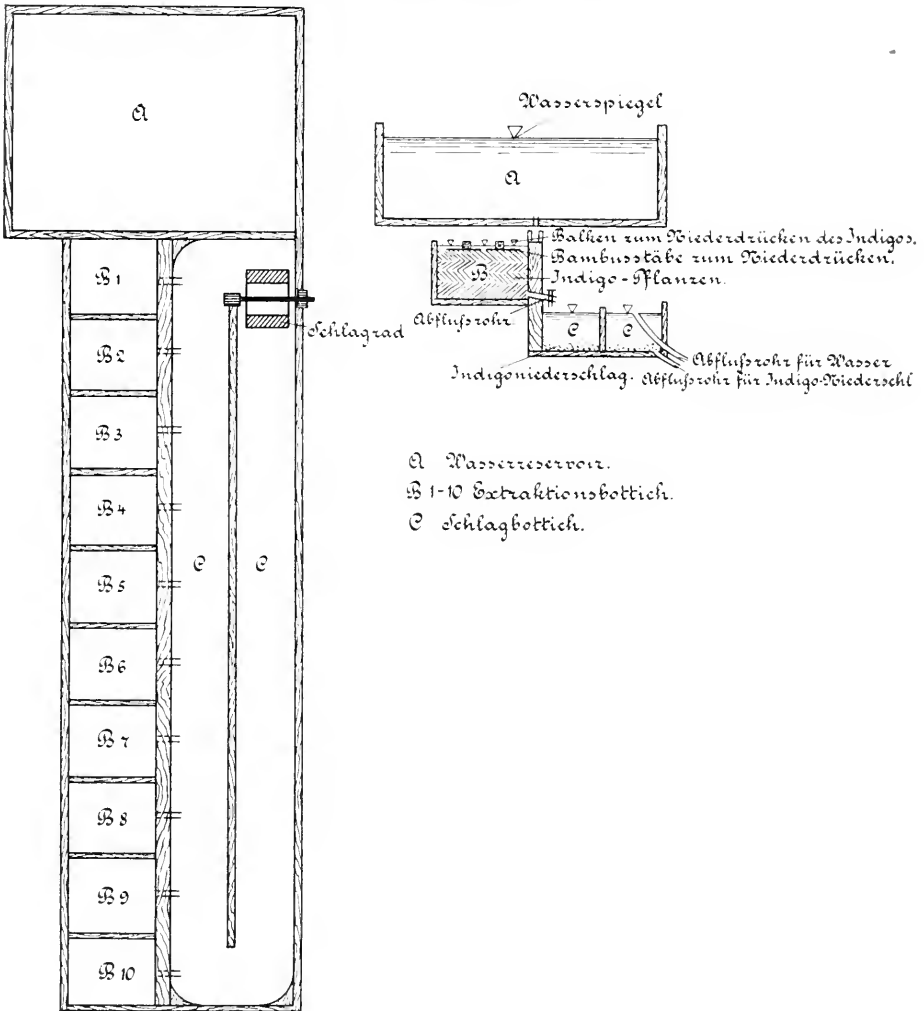 A
B 1
B 2
B 3
B 4
B 5
B 6
B 7
B 8
B 9
B 10
C C
Schlagrad
Wasserspiegel
A
Balken zum Niederdrücken des Indigos.
Bambusstäbe zum Niederdrücken.
B
Indigo-Pflanzen.
Abflußrohr.
C C
Abflußrohr für Wasser
Indigoniederschlag. Abflußrohr für Indigo-Niederschl
A Wasserreservoir.
B 1-10 Extraktionsbottich.
C Schlagbottich.